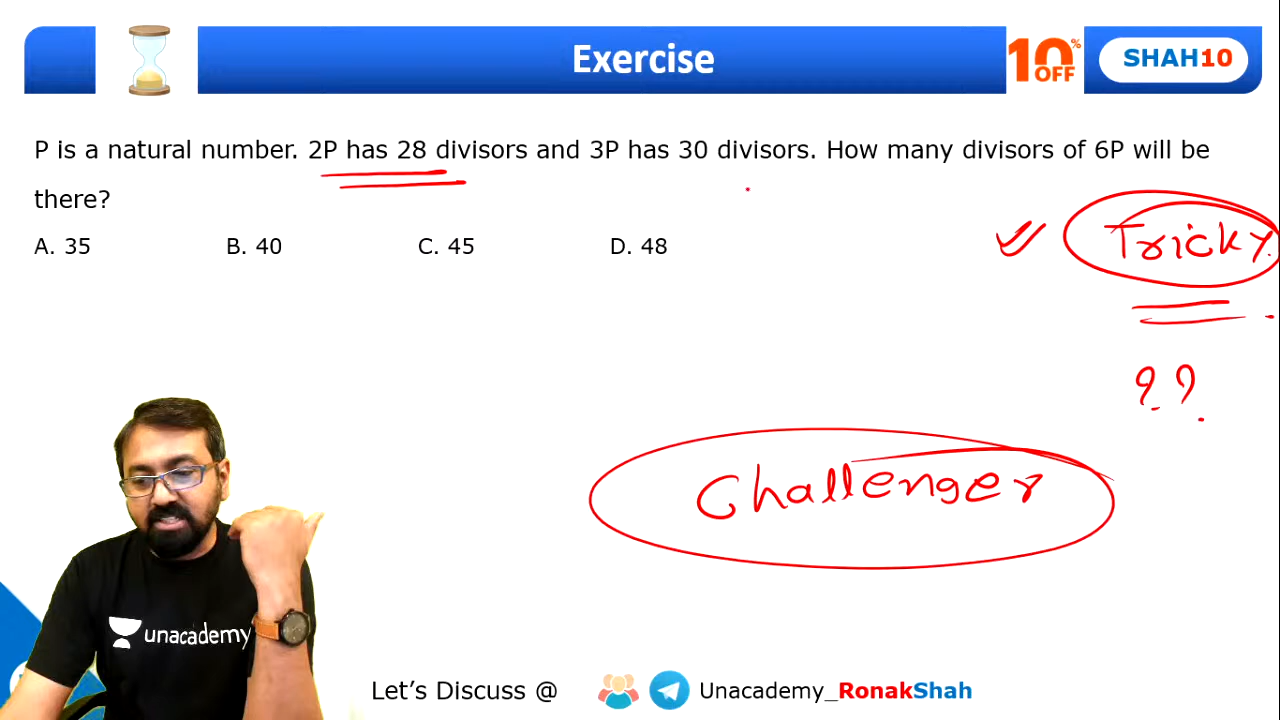 Exercise
10% OFF
SHAH10
P is a natural number. 2P has 28 divisors and 3P has 30 divisors. How many divisors of 6P will be
there?
A. 35 B. 40 C. 45 D. 48
Tricky.
??
Challenger
unacademy
Let’s Discuss @ Unacademy_RonakShah